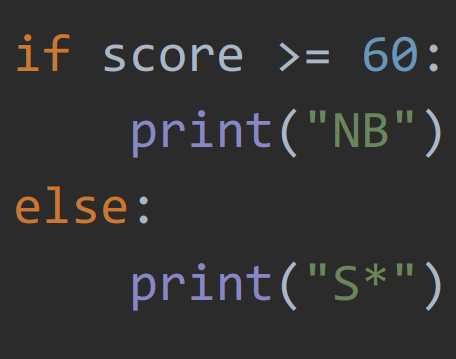 if score >= 60:
    print("NB")
else:
    print("S*")